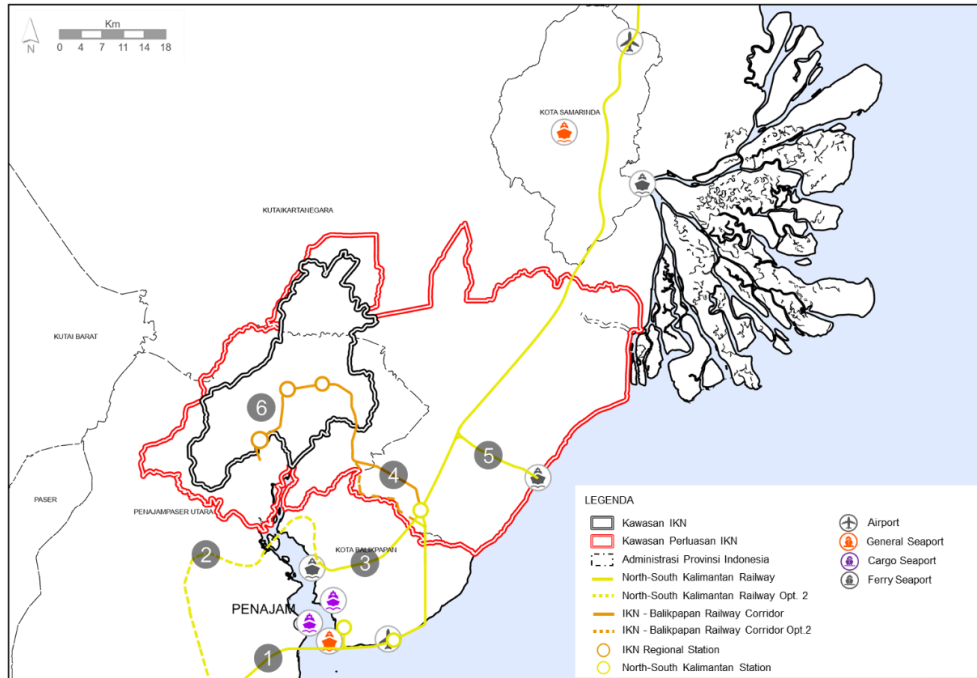 Km
N
0 4 7 11 14 18
KOTA SAMARINDA
KUTAIKARTANEGARA
KUTAI BARAT
6
5
4
PASER
PENAJAMPASER UTARA
2
KOTA BALIKPAPAN
3
PENAJAM
1
LEGENDA
Kawasan IKN
Kawasan Perluasan IKN
Administrasi Provinsi Indonesia
North-South Kalimantan Railway
North-South Kalimantan Railway Opt. 2
IKN - Balikpapan Railway Corridor
IKN - Balikpapan Railway Corridor Opt.2
IKN Regional Station
North-South Kalimantan Station
Airport
General Seaport
Cargo Seaport
Ferry Seaport